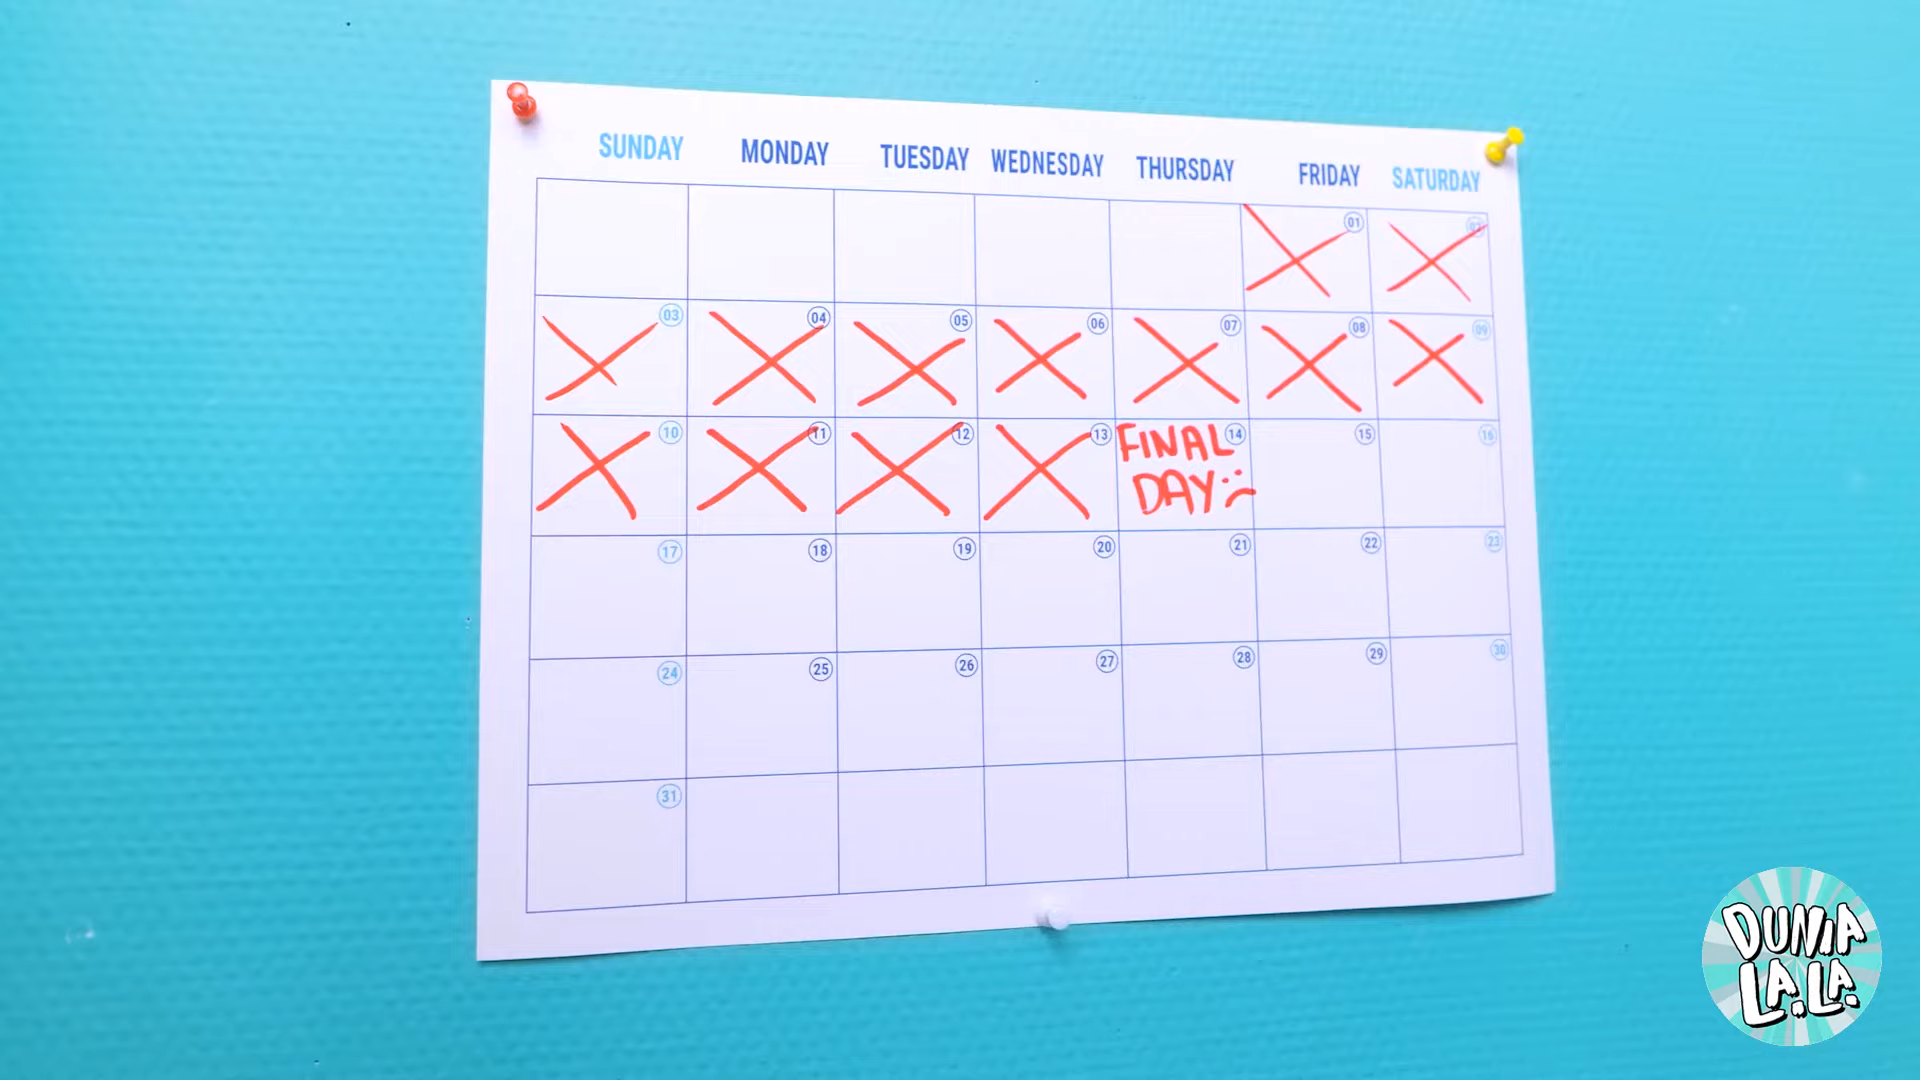 SUNDAY MONDAY TUESDAY WEDNESDAY THURSDAY FRIDAY SATURDAY
01 02
03 04 05 06 07 08 09
10 11 12 13 14 15 16
FINAL
DAY :(
17 18 19 20 21 22 23
24 25 26 27 28 29 30
31
DUNIA
LA.LA.